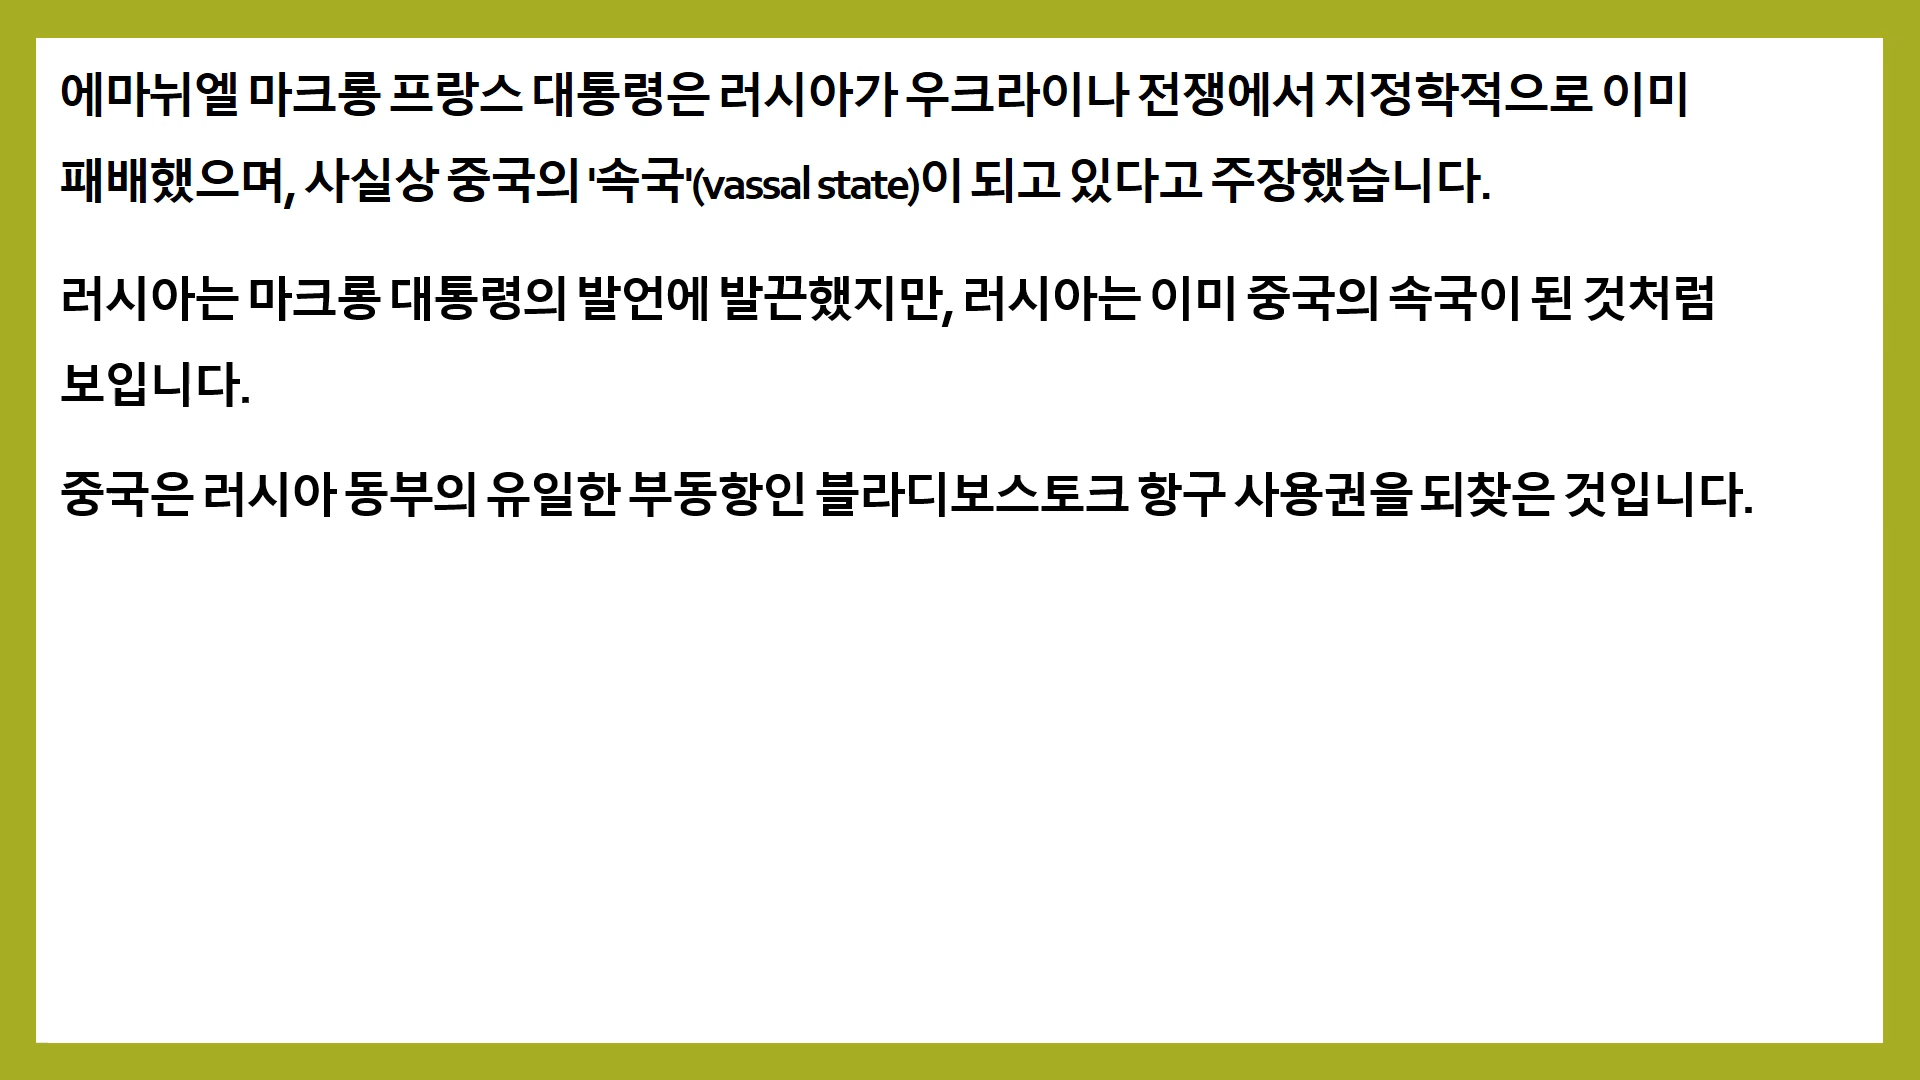 에마뉘엘 마크롱 프랑스 대통령은 러시아가 우크라이나 전쟁에서 지정학적으로 이미
패배했으며, 사실상 중국의 '속국'(vassal state)이 되고 있다고 주장했습니다.
러시아는 마크롱 대통령의 발언에 발끈했지만, 러시아는 이미 중국의 속국이 된 것처럼
보입니다.
중국은 러시아 동부의 유일한 부동항인 블라디보스토크 항구 사용권을 되찾은 것입니다.